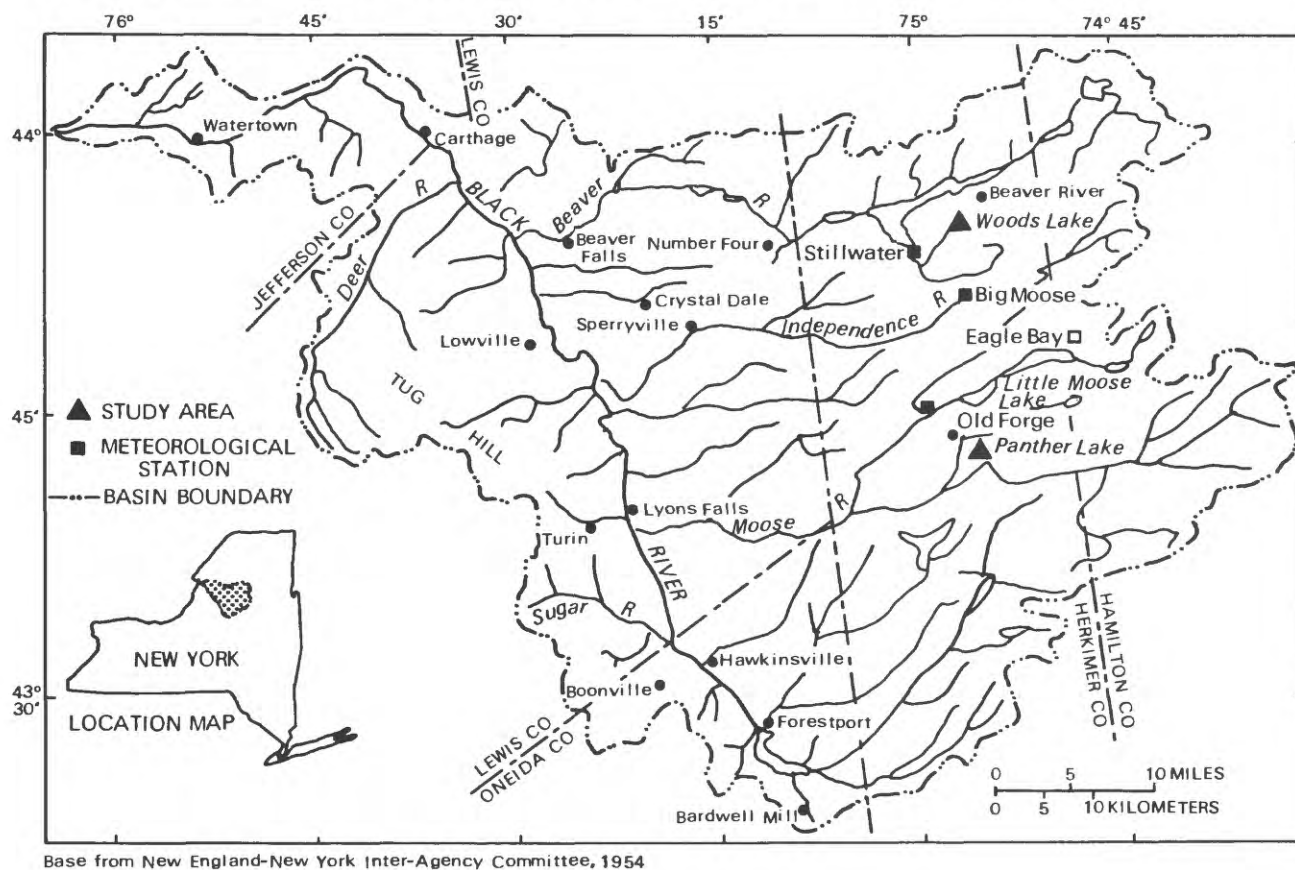 76° 45' 30' 15' 75° 74° 45'
LEWIS CO
44°
Watertown
Carthage
BLACK
R
Beaver
R
Beaver River
Woods Lake
JEFFERSON CO
Deer
Beaver
Falls
Number Four
Stillwater
Big Moose
Crystal Dale
Sperryville
Independence
R
Eagle Bay
Lowville
TUG
HILL
Little Moose
Lake
Old Forge
Panther Lake
45'
STUDY AREA
METEOROLOGICAL
STATION
BASIN BOUNDARY
Lyons Falls
Moose
R
Turin
RIVER
Sugar
R
HAMILTON CO
HERKIMER CO
NEW YORK
LOCATION MAP
Hawkinsville
Boonville
43°
30'
LEWIS CO
ONEIDA CO
Forestport
Bardwell Mill
0 5 10 MILES
0 5 10 KILOMETERS
Base from New England-New York Inter-Agency Committee, 1954